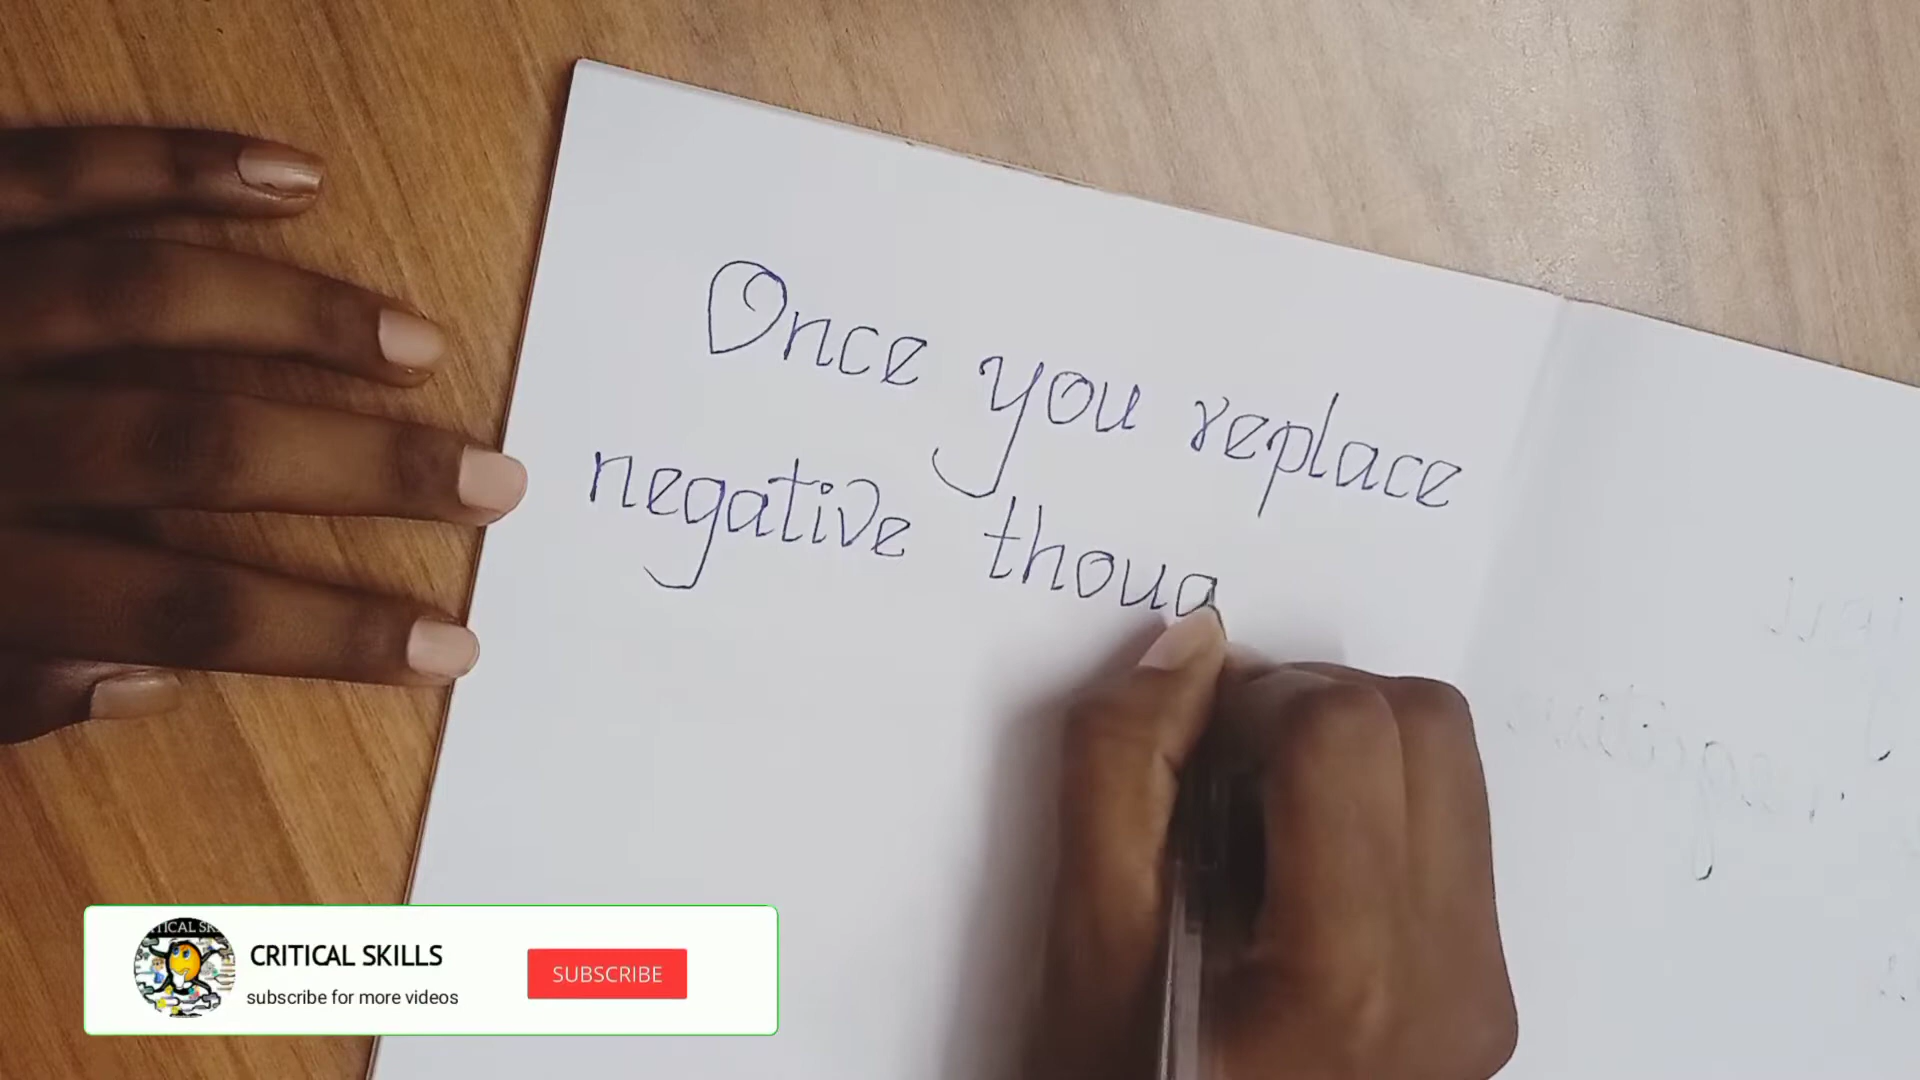 Once you replace
negative thoug
CRITICAL SKILLS
subscribe for more videos
SUBSCRIBE